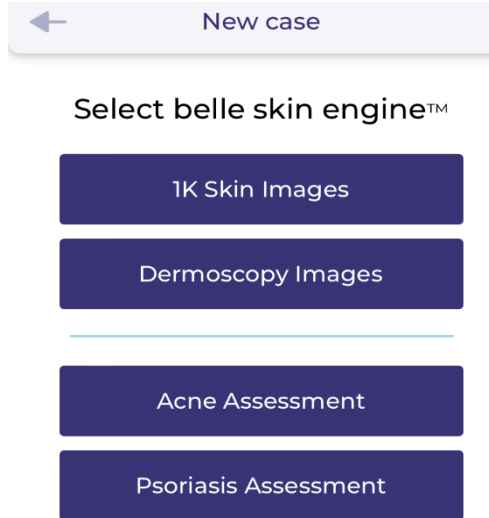 New case
Select belle skin engine™
1K Skin Images
Dermoscopy Images
Acne Assessment
Psoriasis Assessment